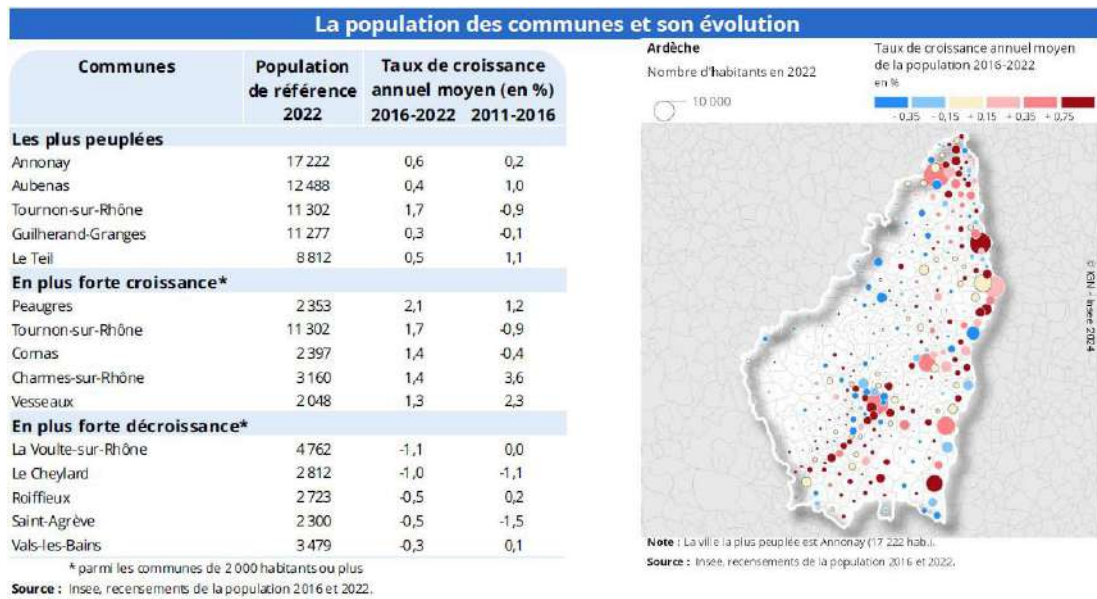 La population des communes et son évolution
Communes Population de référence 2022 Taux de croissance annuel moyen (en %)
2016-2022 2011-2016
Les plus peuplées
Annonay 17 222 0,6 0,2
Aubenas 12 488 0,4 1,0
Tournon-sur-Rhône 11 302 1,7 -0,9
Guilherand-Granges 11 277 0,3 -0,1
Le Teil 8 812 0,5 1,1
En plus forte croissance*
Peaugres 2 353 2,1 1,2
Tournon-sur-Rhône 11 302 1,7 -0,9
Cornas 2 397 1,4 -0,4
Charmes-sur-Rhône 3 160 1,4 3,6
Vesseaux 2 048 1,3 2,3
En plus forte décroissance*
La Voulte-sur-Rhône 4 762 -1,1 0,0
Le Cheylard 2 812 -1,0 -1,1
Roiffieux 2 723 -0,5 0,2
Saint-Agrève 2 300 -0,5 -1,5
Vals-les-Bains 3 479 -0,3 0,1
* parmi les communes de 2 000 habitants ou plus
Source : Insee, recensements de la population 2016 et 2022.
Ardèche
Nombre d'habitants en 2022
10 000
Taux de croissance annuel moyen
de la population 2016-2022
en %
- 0,35 - 0,15 + 0,15 + 0,35 + 0,75
© IGN - Insee 2024
Note : La ville la plus peuplée est Annonay (17 222 hab.).
Source : Insee, recensements de la population 2016 et 2022.